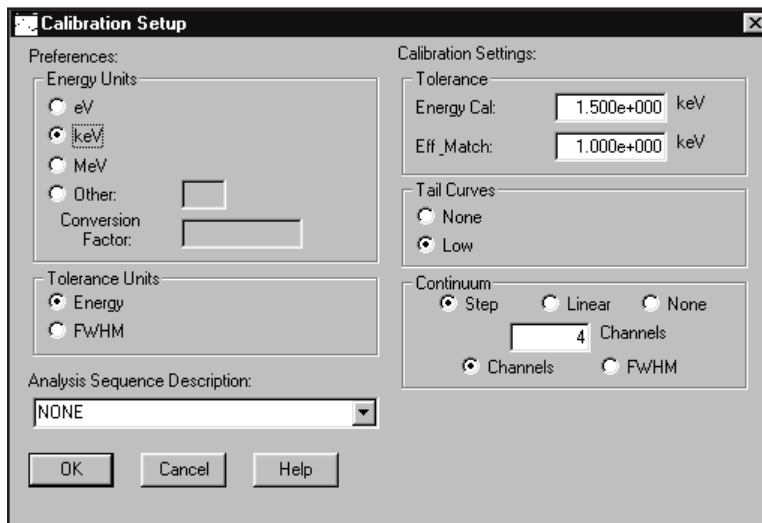 Calibration Setup
Preferences:
Energy Units
eV
keV
MeV
Other:
Conversion
Factor:
Tolerance Units
Energy
FWHM
Analysis Sequence Description:
NONE
OK Cancel Help
Calibration Settings:
Tolerance
Energy Cal: 1.500e+000 keV
Eff_Match: 1.000e+000 keV
Tail Curves
None
Low
Continuum
Step Linear None
4 Channels
Channels FWHM